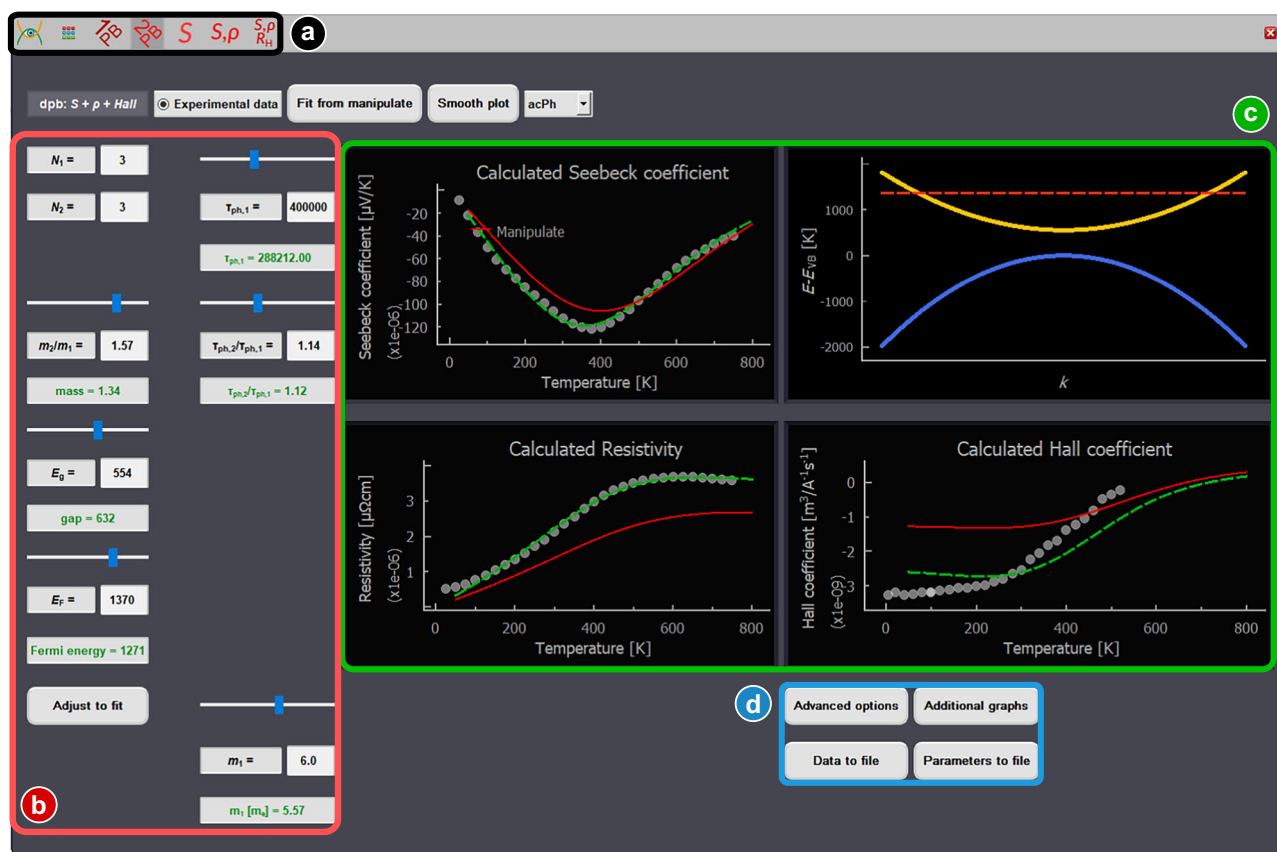 1PB 2PB S S,ρ S,ρ RH a
c
dpb: S + ρ + Hall Experimental data Fit from manipulate Smooth plot acPh
N1 = 3
N2 = 3 τph,1 = 400000
τph,1 = 288212.00
m2/m1 = 1.57 τph,2/τph,1 = 1.14
mass = 1.34 τph,2/τph,1 = 1.12
Eg = 554
gap = 632
EF = 1370
Fermi energy = 1271
Adjust to fit
m1 = 6.0
b
m1 [me] = 5.57
Calculated Seebeck coefficient
Seebeck coefficient [µV/K]
(x1e-06),
-20
-40
-60
-80
-100
-120
Manipulate
0 200 400 600 800
Temperature [K]
E-EVB [K]
1000
0
-1000
-2000
k
Calculated Resistivity
Resistivity [µΩcm]
(x1e-06)
3
2
1
0 200 400 600 800
Temperature [K]
Calculated Hall coefficient
Hall coefficient [m3/A-1s-1]
(x1e-09)
0
-1
-2
-3
0 200 400 600 800
Temperature [K]
d
Advanced options Additional graphs
Data to file Parameters to file